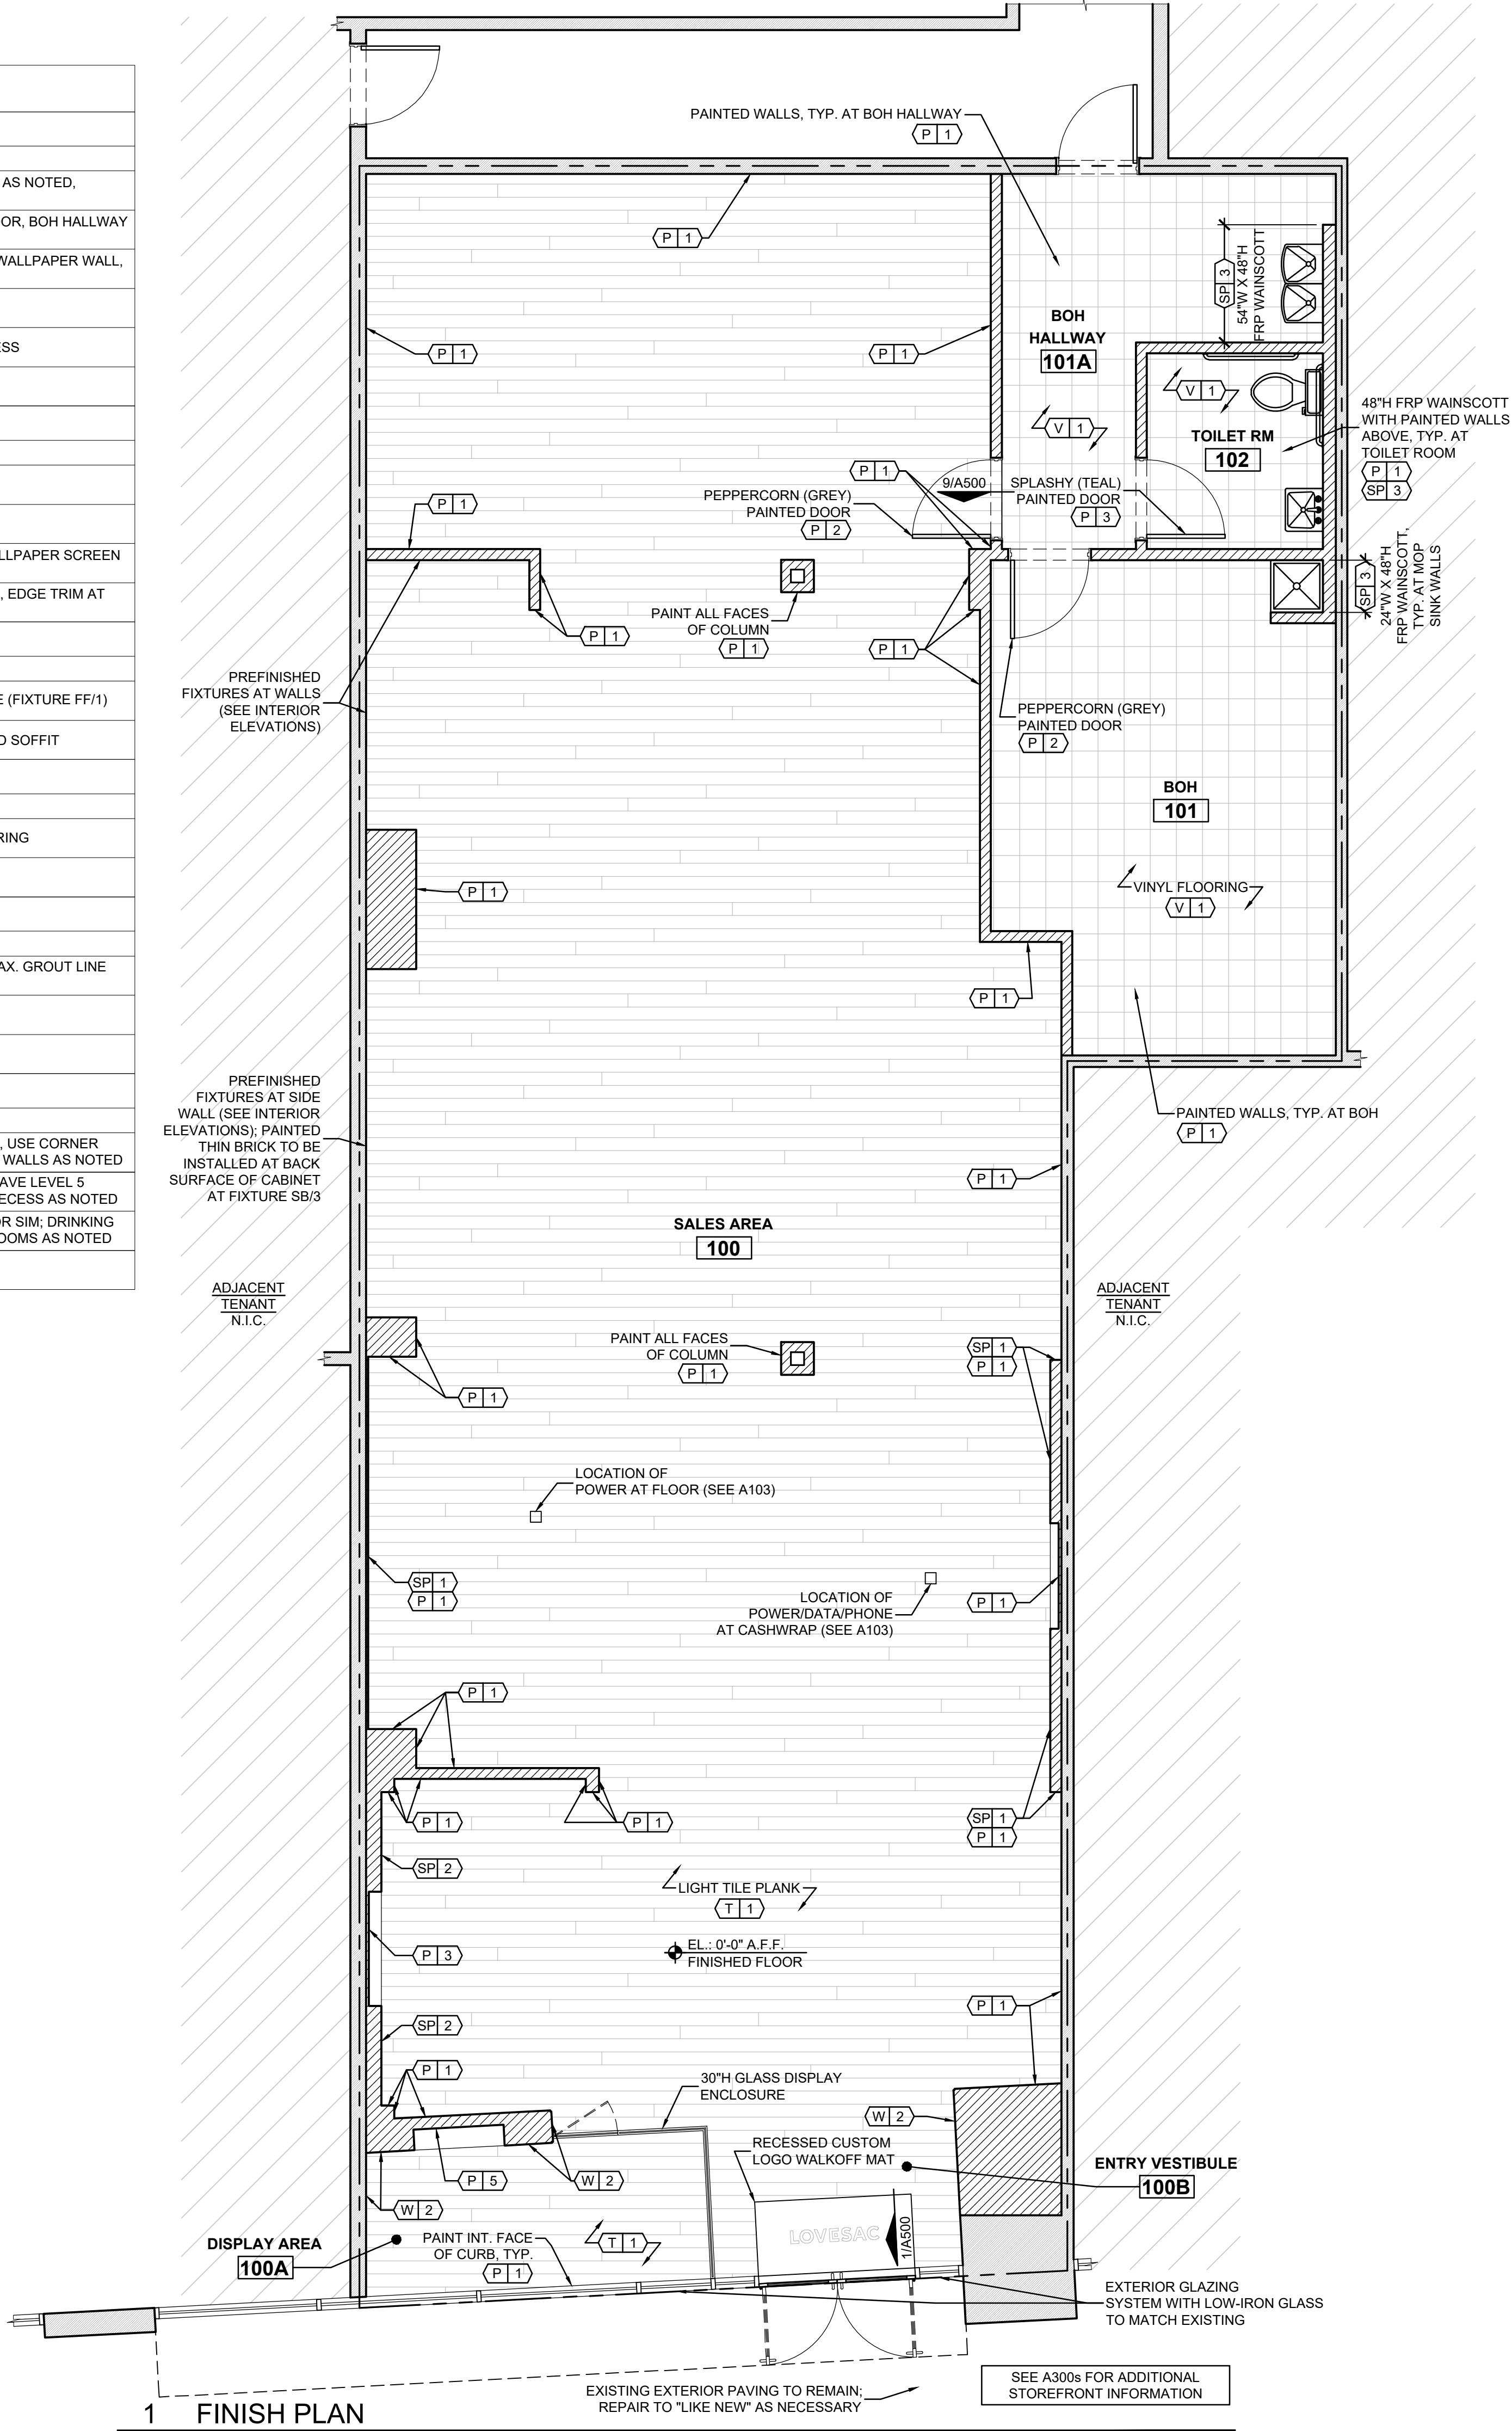 AS NOTED,
OR, BOH HALLWAY
WALLPAPER WALL,
ESS
LLPAPER SCREEN
, EDGE TRIM AT
E (FIXTURE FF/1)
D SOFFIT
RING
AX. GROUT LINE
, USE CORNER
WALLS AS NOTED
AVE LEVEL 5
ECESS AS NOTED
OR SIM; DRINKING
OOMS AS NOTED
PAINTED WALLS, TYP. AT BOH HALLWAY
P 1
P 1
P 1
P 1
SP 3
54"W X 48"H
FRP WAINSCOTT
BOH
HALLWAY
101A
V 1
V 1
TOILET RM
102
48"H FRP WAINSCOTT
WITH PAINTED WALLS
ABOVE, TYP. AT
TOILET ROOM
P 1
SP 3
P 1
9/A500
SPLASHY (TEAL)
PAINTED DOOR
P 3
PEPPERCORN (GREY)
PAINTED DOOR
P 2
P 1
SP 3
24"W X 48"H
FRP WAINSCOTT,
TYP. AT MOP
SINK WALLS
PAINT ALL FACES
OF COLUMN
P 1
P 1
P 1
PREFINISHED
FIXTURES AT WALLS
(SEE INTERIOR
ELEVATIONS)
PEPPERCORN (GREY)
PAINTED DOOR
P 2
BOH
101
VINYL FLOORING
V 1
P 1
P 1
PREFINISHED
FIXTURES AT SIDE
WALL (SEE INTERIOR
ELEVATIONS); PAINTED
THIN BRICK TO BE
INSTALLED AT BACK
SURFACE OF CABINET
AT FIXTURE SB/3
PAINTED WALLS, TYP. AT BOH
P 1
P 1
SALES AREA
100
ADJACENT
TENANT
N.I.C.
ADJACENT
TENANT
N.I.C.
PAINT ALL FACES
OF COLUMN
P 1
SP 1
P 1
P 1
LOCATION OF
POWER AT FLOOR (SEE A103)
SP 1
P 1
LOCATION OF
POWER/DATA/PHONE
AT CASHWRAP (SEE A103)
P 1
P 1
P 1
P 1
SP 1
P 1
SP 2
LIGHT TILE PLANK
T 1
P 3
EL.: 0'-0" A.F.F.
FINISHED FLOOR
P 1
SP 2
P 1
30"H GLASS DISPLAY
ENCLOSURE
W 2
RECESSED CUSTOM
LOGO WALKOFF MAT
P 5
W 2
W 2
ENTRY VESTIBULE
100B
LOVESAC
1/A500
DISPLAY AREA
100A
PAINT INT. FACE
OF CURB, TYP.
P 1
T 1
EXTERIOR GLAZING
SYSTEM WITH LOW-IRON GLASS
TO MATCH EXISTING
SEE A300s FOR ADDITIONAL
STOREFRONT INFORMATION
EXISTING EXTERIOR PAVING TO REMAIN;
REPAIR TO "LIKE NEW" AS NECESSARY
1 FINISH PLAN